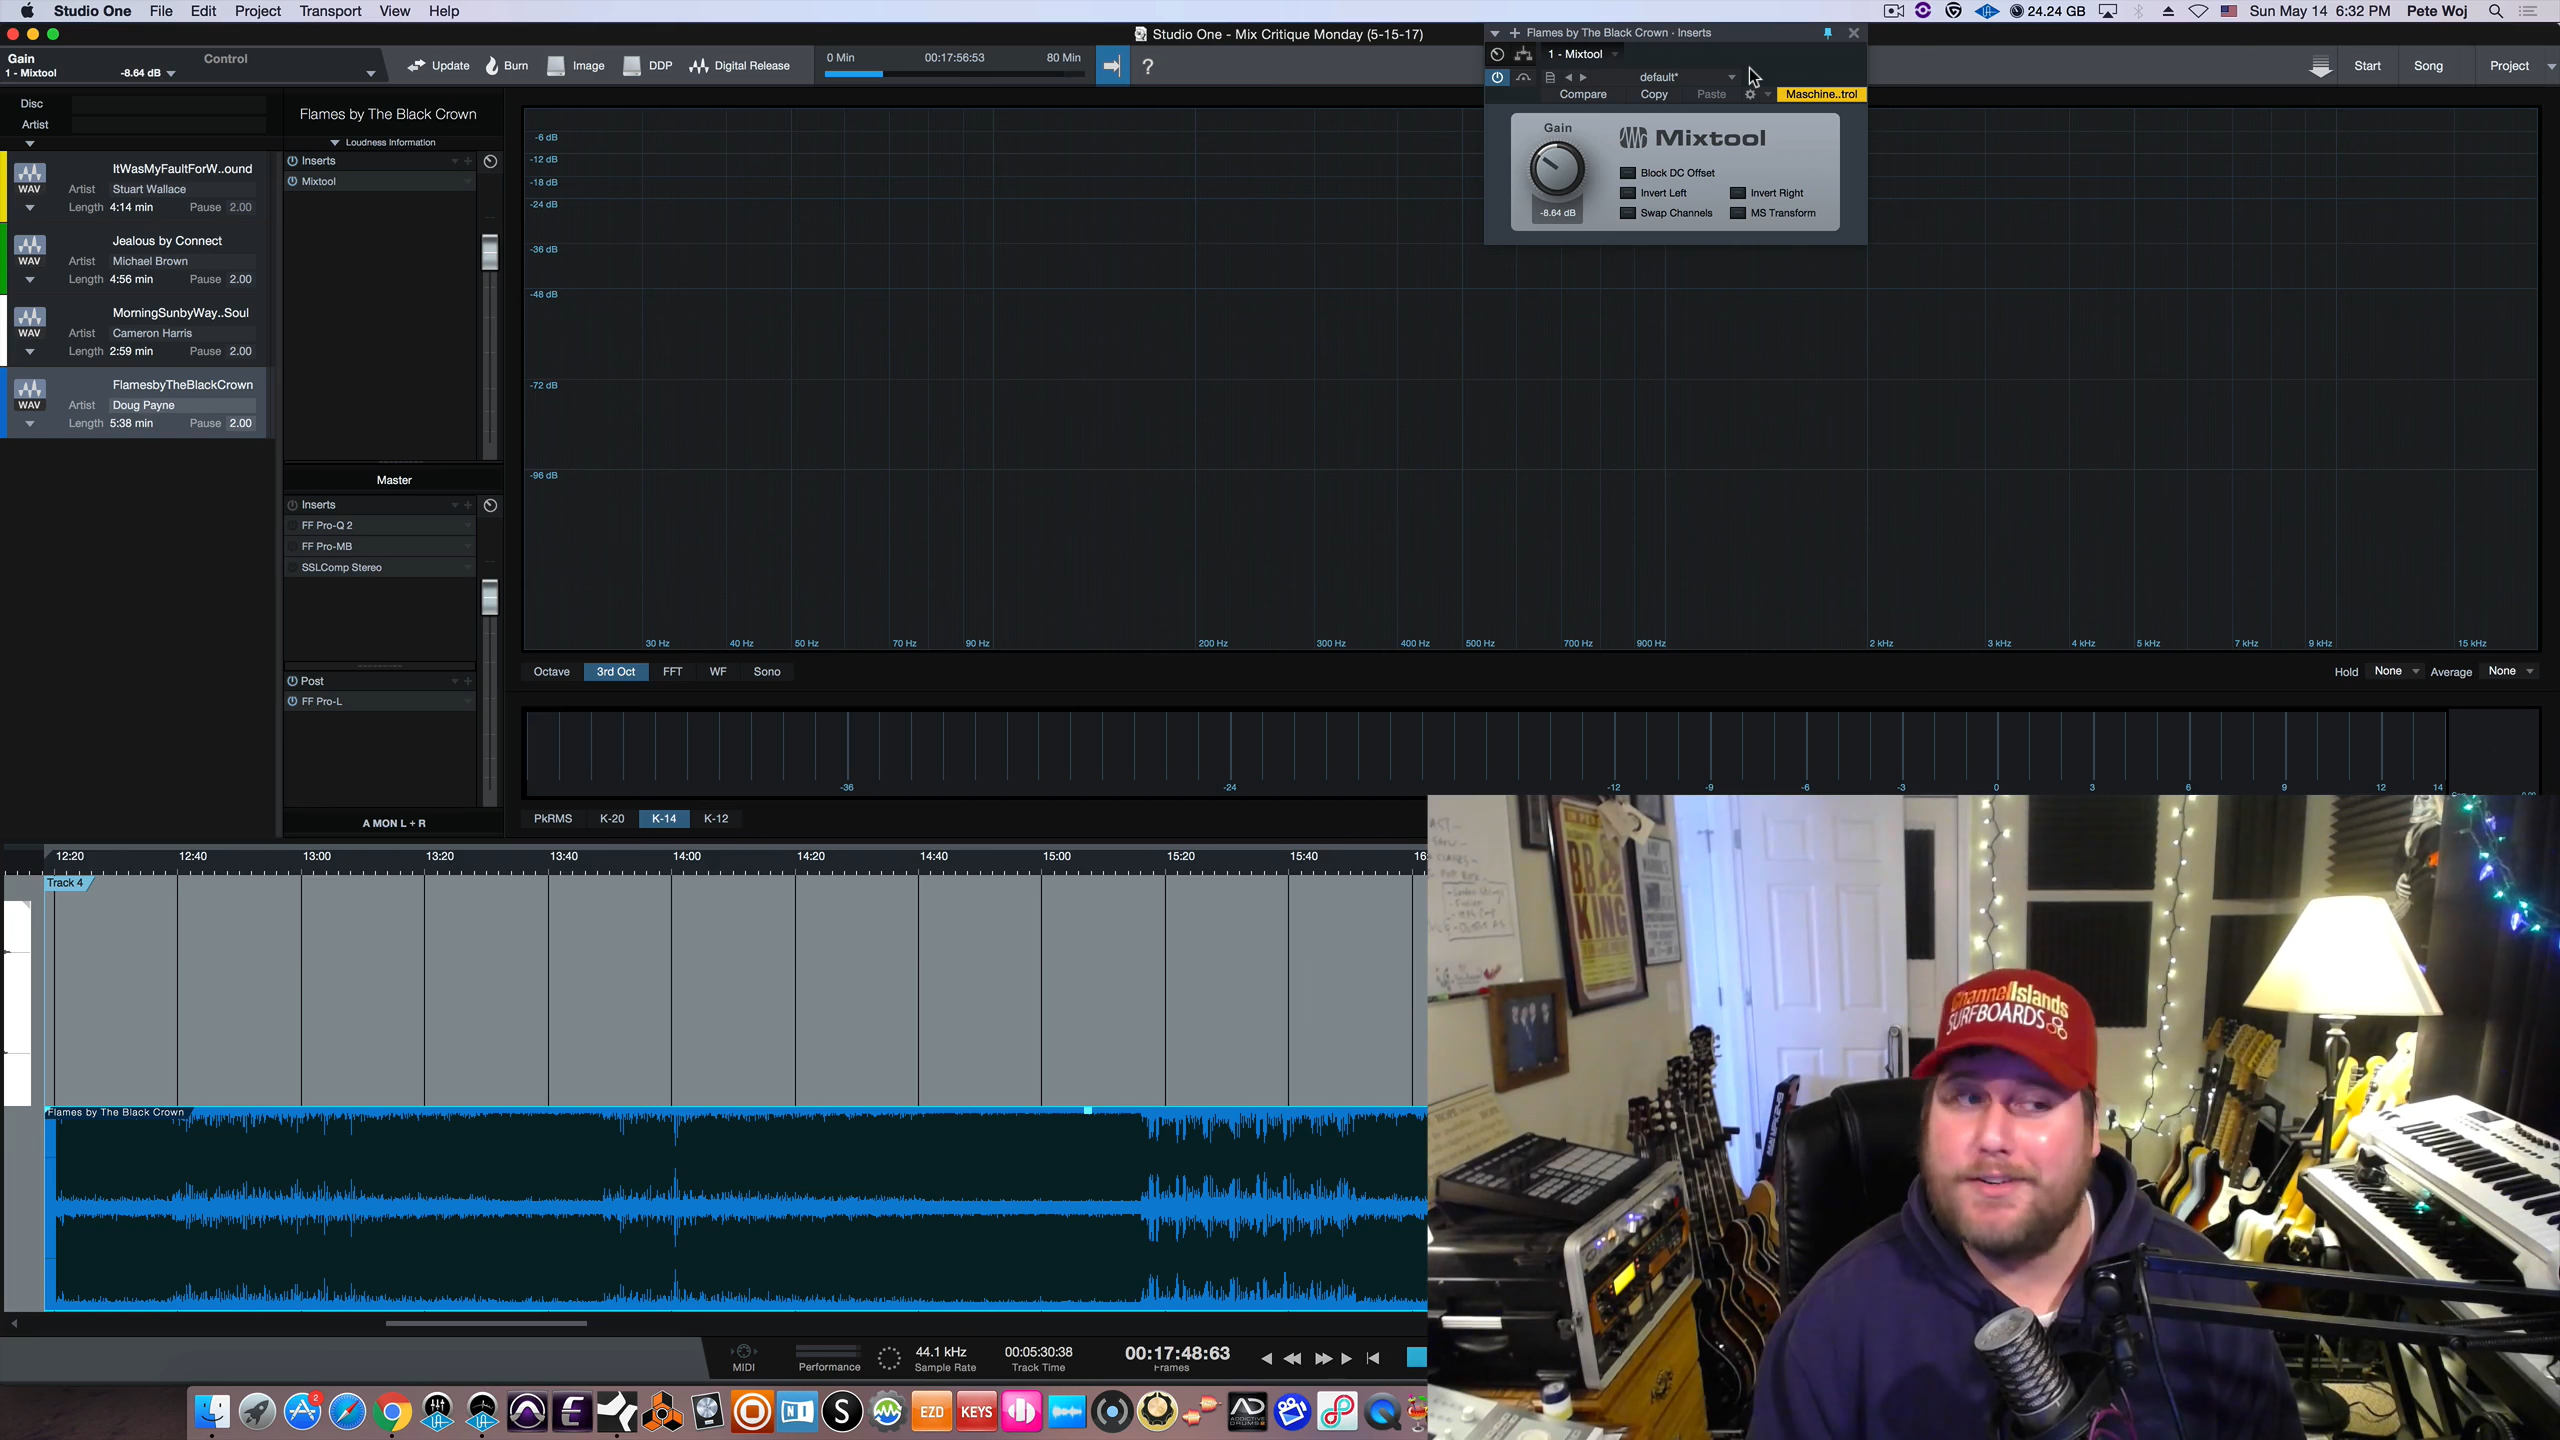 Studio One File Edit Project Transport View Help
24.24 GB Sun May 14 6:32 PM Pete Woj
Studio One - Mix Critique Monday (5-15-17)
Gain Control
1 - Mixtool -8.64 dB
Update Burn Image DDP Digital Release
0 Min 00:17:56:53 80 Min
?
Start Song Project
Flames by The Black Crown - Inserts
1 - Mixtool
default*
Compare Copy Paste Maschine..trol
Gain
Mixtool
Block DC Offset
Invert Left Invert Right
Swap Channels MS Transform
-8.64 dB
Disc
Artist
WAV
ItWasMyFaultForW..ound
Artist Stuart Wallace
Length 4:14 min Pause 2.00
WAV
Jealous by Connect
Artist Michael Brown
Length 4:56 min Pause 2.00
WAV
MorningSunbyWay..Soul
Artist Cameron Harris
Length 2:59 min Pause 2.00
WAV
FlamesbyTheBlackCrown
Artist Doug Payne
Length 5:38 min Pause 2.00
Flames by The Black Crown
Loudness Information
Inserts
Mixtool
Master
Inserts
FF Pro-Q 2
FF Pro-MB
SSLComp Stereo
Post
FF Pro-L
A MON L + R
-6 dB
-12 dB
-18 dB
-24 dB
-36 dB
-48 dB
-72 dB
-96 dB
30 Hz 40 Hz 50 Hz 70 Hz 90 Hz 200 Hz 300 Hz 400 Hz 500 Hz 700 Hz 900 Hz 2 kHz 3 kHz 4 kHz 5 kHz 7 kHz 9 kHz 15 kHz
Octave 3rd Oct FFT WF Sono
Hold None Average None
-36 -24 -12 -9 -6 -3 0 3 6 9 12 14
PkRMS K-20 K-14 K-12
12:20 12:40 13:00 13:20 13:40 14:00 14:20 14:40 15:00 15:20 15:40
Track 4
Flames by The Black Crown
MIDI
Performance
44.1 kHz
Sample Rate
00:05:30:38
Track Time
00:17:48:63
Frames
2
EZD KEYS
AD
B.B.
KING
Channel Islands
SURFBOARDS